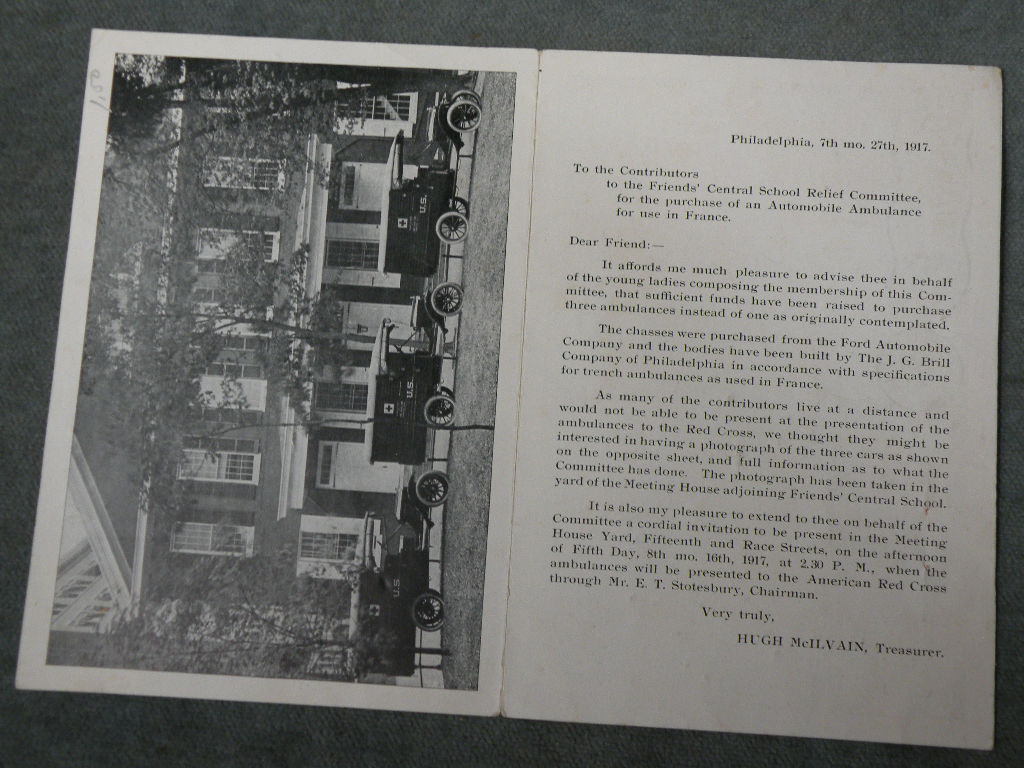 1.50
U.S.
U.S.
U.S.
Philadelphia, 7th mo. 27th, 1917.
To the Contributors
to the Friends' Central School Relief Committee,
for the purchase of an Automobile Ambulance
for use in France.
Dear Friend:—
It affords me much pleasure to advise thee in behalf
of the young ladies composing the membership of this Com-
mittee, that sufficient funds have been raised to purchase
three ambulances instead of one as originally contemplated.
The chasses were purchased from the Ford Automobile
Company and the bodies have been built by The J. G. Brill
Company of Philadelphia in accordance with specifications
for trench ambulances as used in France.
As many of the contributors live at a distance and
would not be able to be present at the presentation of the
ambulances to the Red Cross, we thought they might be
interested in having a photograph of the three cars as shown
on the opposite sheet, and full information as to what the
Committee has done. The photograph has been taken in the
yard of the Meeting House adjoining Friends' Central School.
It is also my pleasure to extend to thee on behalf of the
Committee a cordial invitation to be present in the Meeting
House Yard, Fifteenth and Race Streets, on the afternoon
of Fifth Day, 8th mo. 16th, 1917, at 2.30 P. M., when the
ambulances will be presented to the American Red Cross
through Mr. E. T. Stotesbury, Chairman.
Very truly,
HUGH McILVAIN, Treasurer.